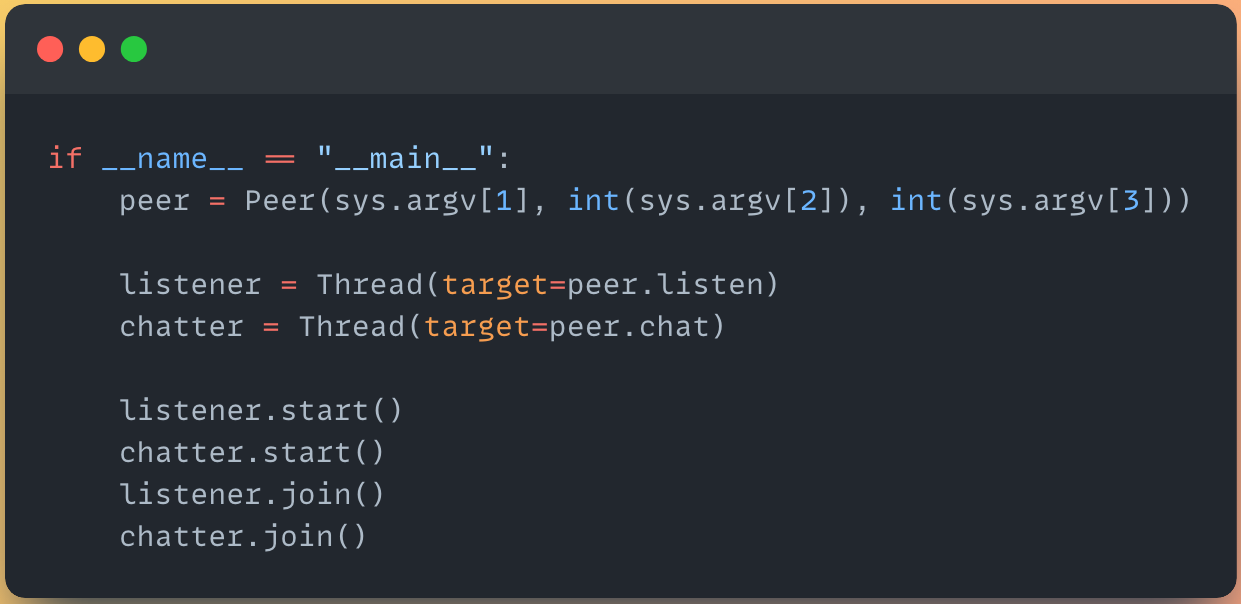 if __name__ == "__main__":
    peer = Peer(sys.argv[1], int(sys.argv[2]), int(sys.argv[3]))

    listener = Thread(target=peer.listen)
    chatter = Thread(target=peer.chat)

    listener.start()
    chatter.start()
    listener.join()
    chatter.join()